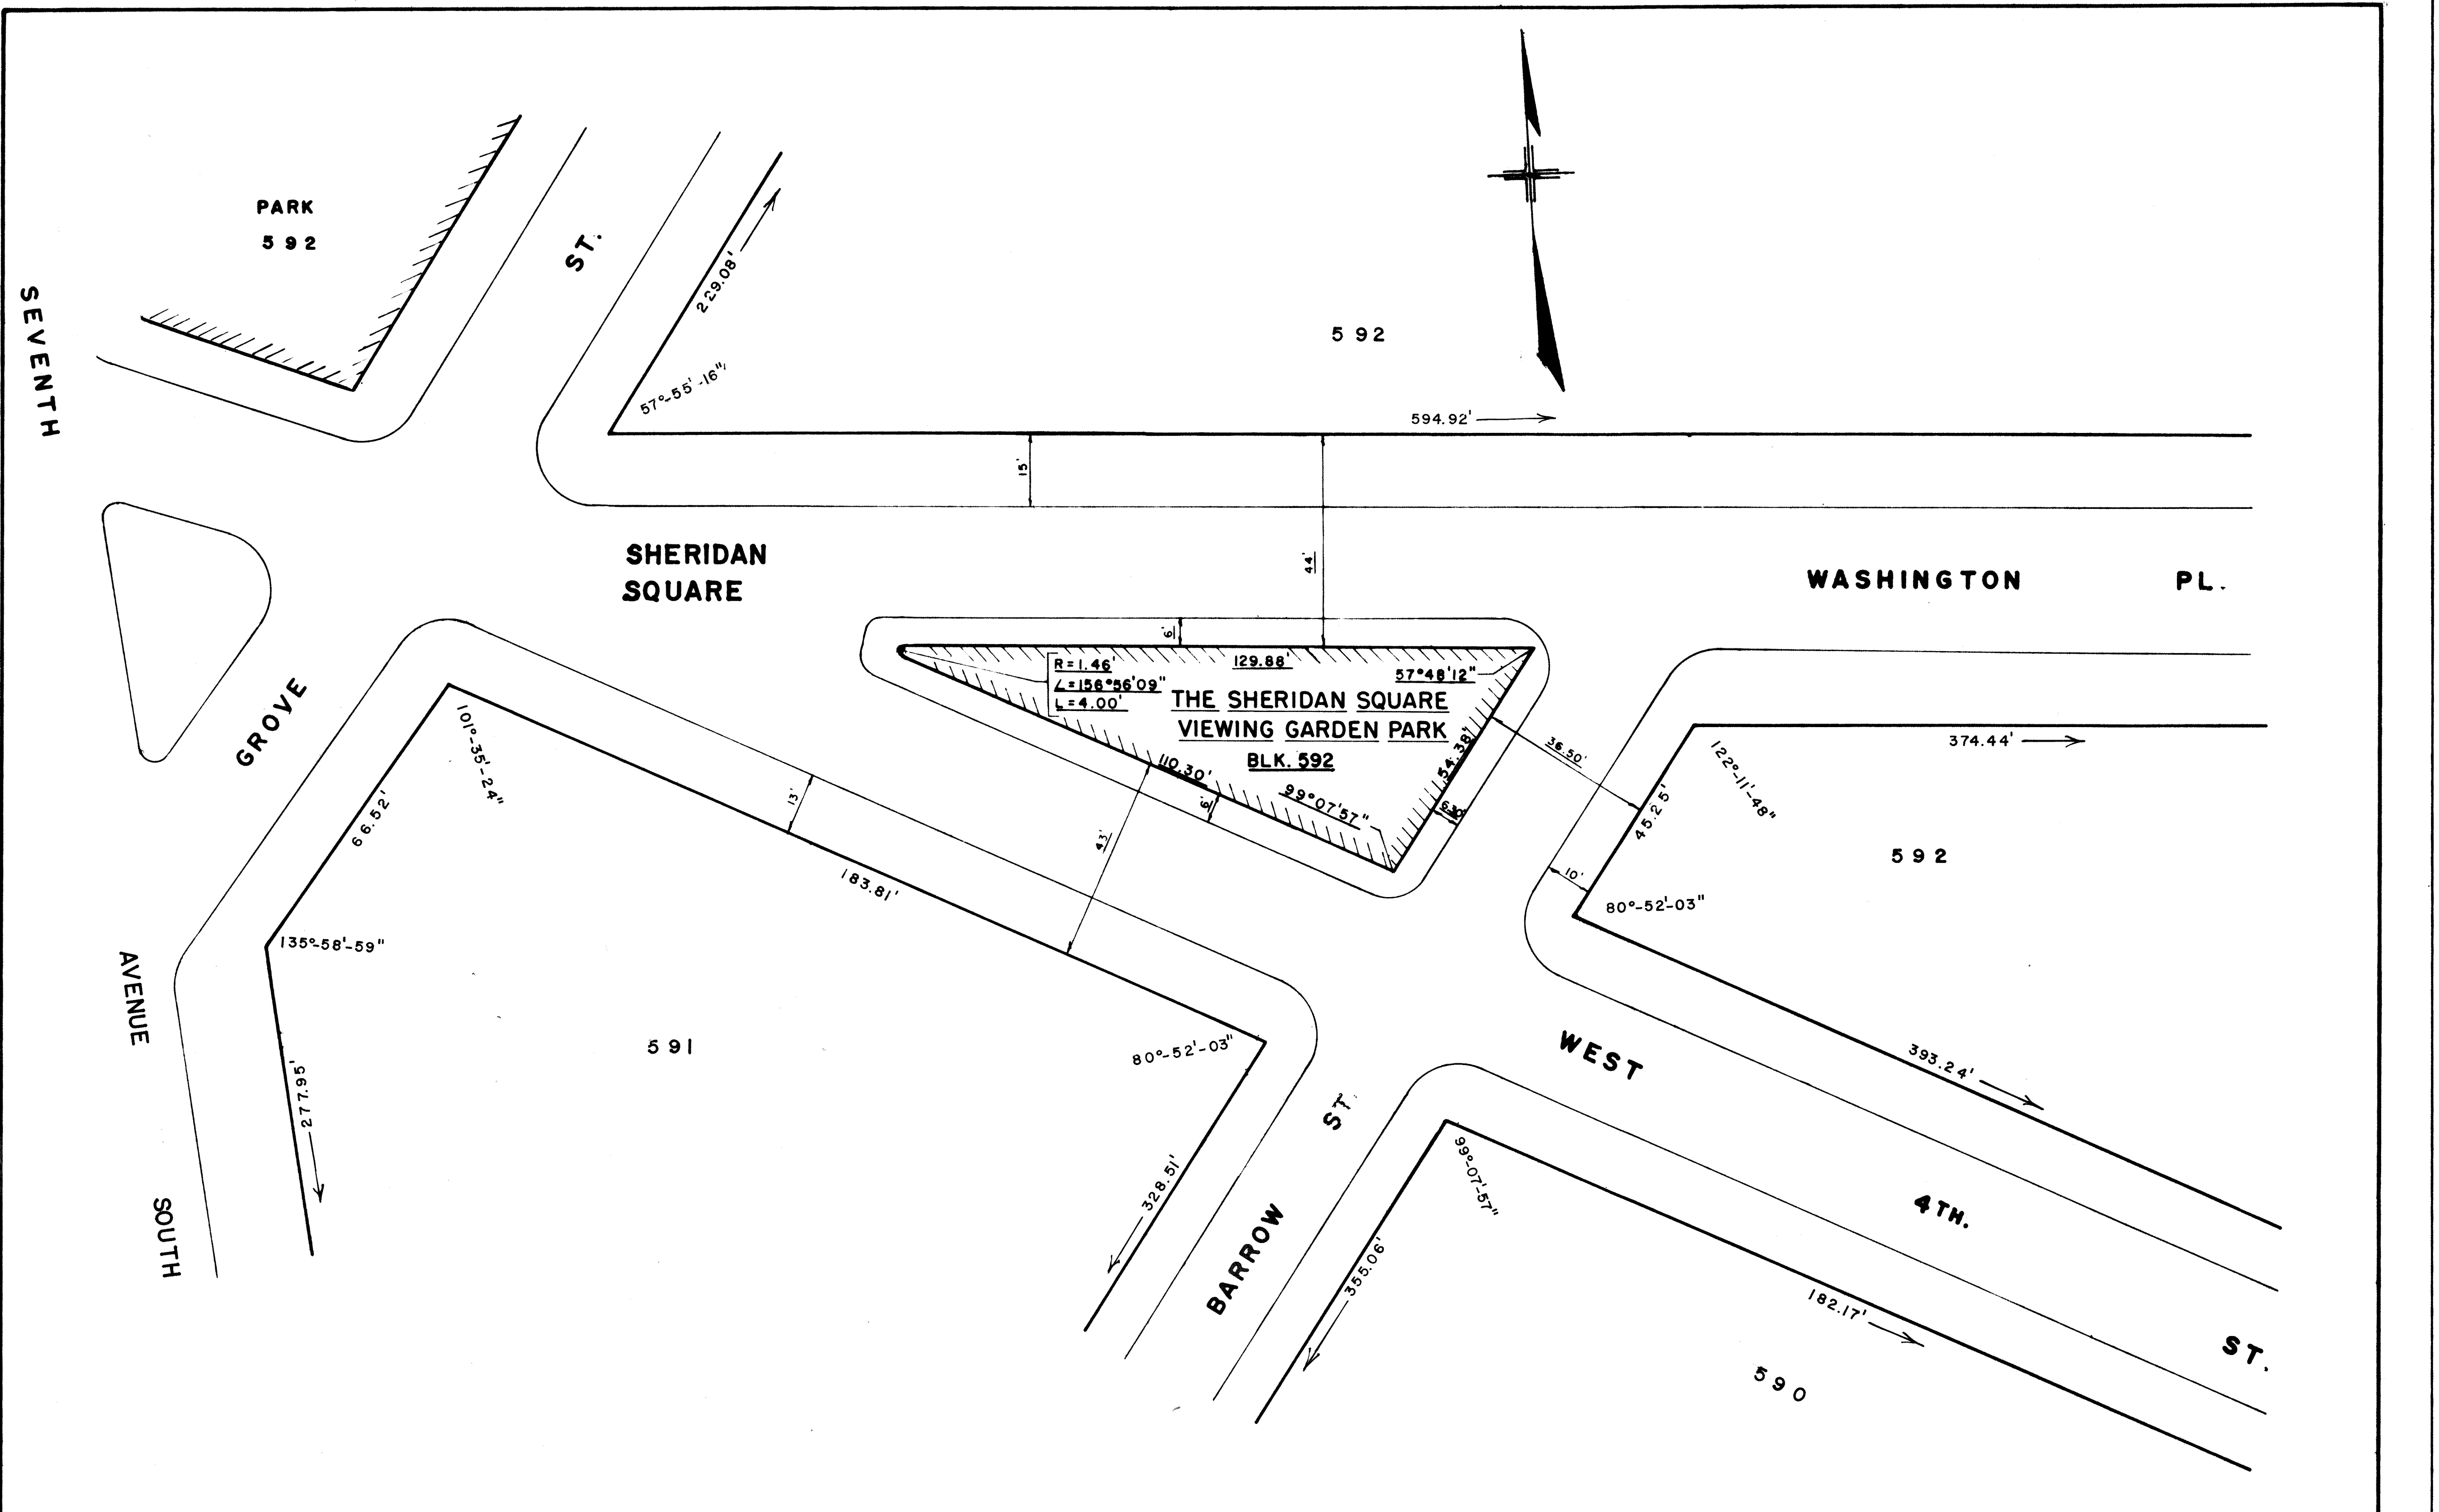 PARK
592
SEVENTH
ST.
229.08'
57°-55'-16"
592
594.92'
15'
44'
SHERIDAN
SQUARE
WASHINGTON PL.
6'
R=1.46'
∠=156°56'09"
L=4.00'
129.88'
57°48'12"
THE SHERIDAN SQUARE
VIEWING GARDEN PARK
BLK. 592
110.30'
54.38'
99°07'57"
6'
36.50'
374.44'
122°-11'-48"
45.25'
592
10'
80°-52'-03"
GROVE
101°-35'-24"
66.52'
13'
43'
183.81'
135°-58'-59"
AVENUE
591
80°-52'-03"
277.95'
SOUTH
328.51'
ST.
BARROW
WEST
393.24'
99°-07'-57"
355.06'
4TH.
182.17'
ST.
590